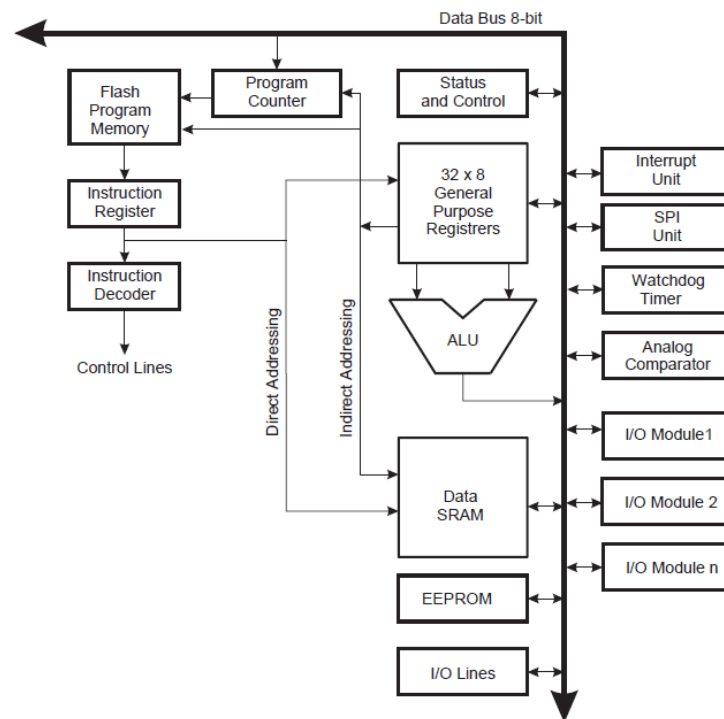 Data Bus 8-bit
Flash
Program
Memory
Program
Counter
Status
and Control
Instruction
Register
32 x 8
General
Purpose
Registrers
Interrupt
Unit
SPI
Unit
Instruction
Decoder
Watchdog
Timer
Control Lines
Direct Addressing
Indirect Addressing
ALU
Analog
Comparator
I/O Module1
Data
SRAM
I/O Module 2
I/O Module n
EEPROM
I/O Lines